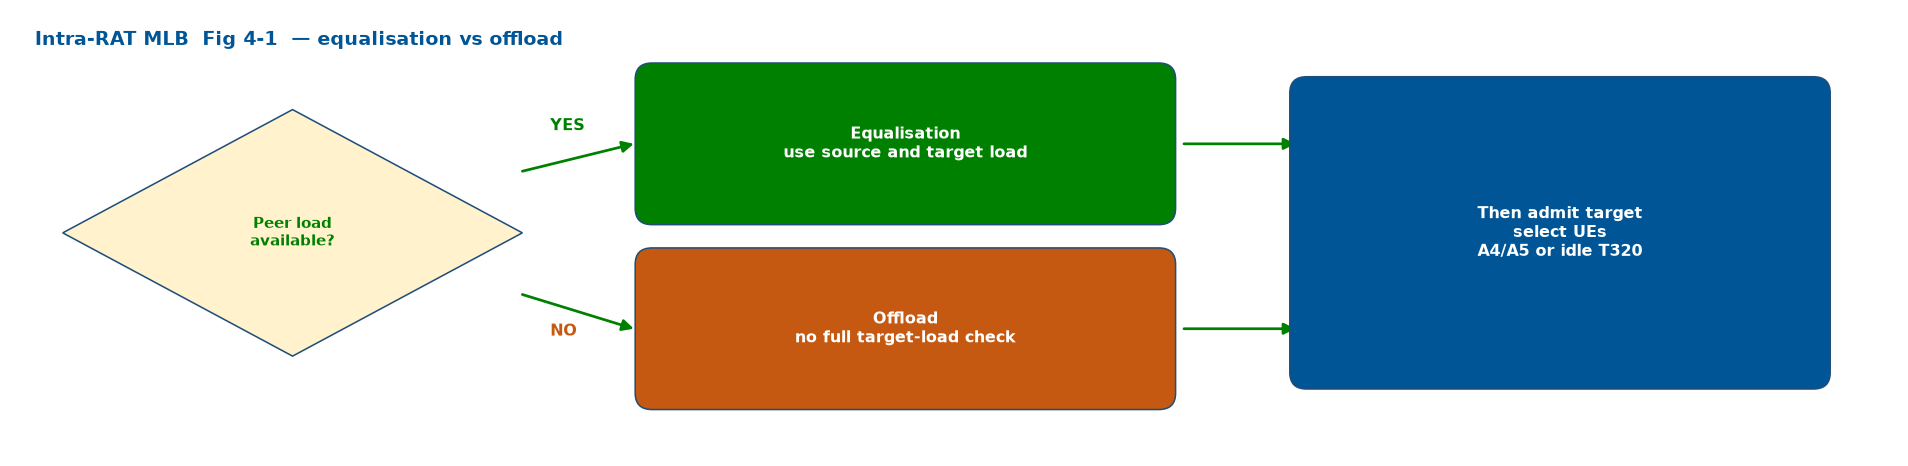 Intra-RAT MLB  Fig 4-1  — equalisation vs offload
Peer load
available?
YES
NO
Equalisation
use source and target load
Offload
no full target-load check
Then admit target
select UEs
A4/A5 or idle T320